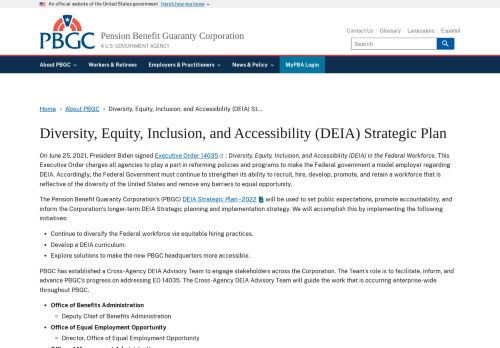 An official website of the United States government Here's how you know
PBGC
Pension Benefit Guaranty Corporation
A U.S. GOVERNMENT AGENCY
Contact Us Glossary Languages Español
Search
About PBGC Workers & Retirees Employers & Practitioners News & Policy MyPBA Login
Home About PBGC Diversity, Equity, Inclusion, and Accessibility (DEIA) St...
Diversity, Equity, Inclusion, and Accessibility (DEIA) Strategic Plan
On June 25, 2021, President Biden signed Executive Order 14035 : Diversity, Equity, Inclusion, and Accessibility (DEIA) in the Federal Workforce. This
Executive Order charges all agencies to play a part in reforming policies and programs to make the Federal government a model employer regarding
DEIA. Accordingly, the Federal Government must continue to strengthen its ability to recruit, hire, develop, promote, and retain a workforce that is
reflective of the diversity of the United States and remove any barriers to equal opportunity.
The Pension Benefit Guaranty Corporation's (PBGC) DEIA Strategic Plan – 2022 will be used to set public expectations, promote accountability, and
inform the Corporation's longer-term DEIA Strategic planning and implementation strategy. We will accomplish this by implementing the following
initiatives:
• Continue to diversify the Federal workforce via equitable hiring practices.
• Develop a DEIA curriculum.
• Explore solutions to make the new PBGC headquarters more accessible.
PBGC has established a Cross-Agency DEIA Advisory Team to engage stakeholders across the Corporation. The Team's role is to facilitate, inform, and
advance PBGC's progress on addressing EO 14035. The Cross-Agency DEIA Advisory Team will guide the work that is occurring enterprise-wide
throughout PBGC.
• Office of Benefits Administration
Deputy Chief of Benefits Administration
• Office of Equal Employment Opportunity
Director, Office of Equal Employment Opportunity